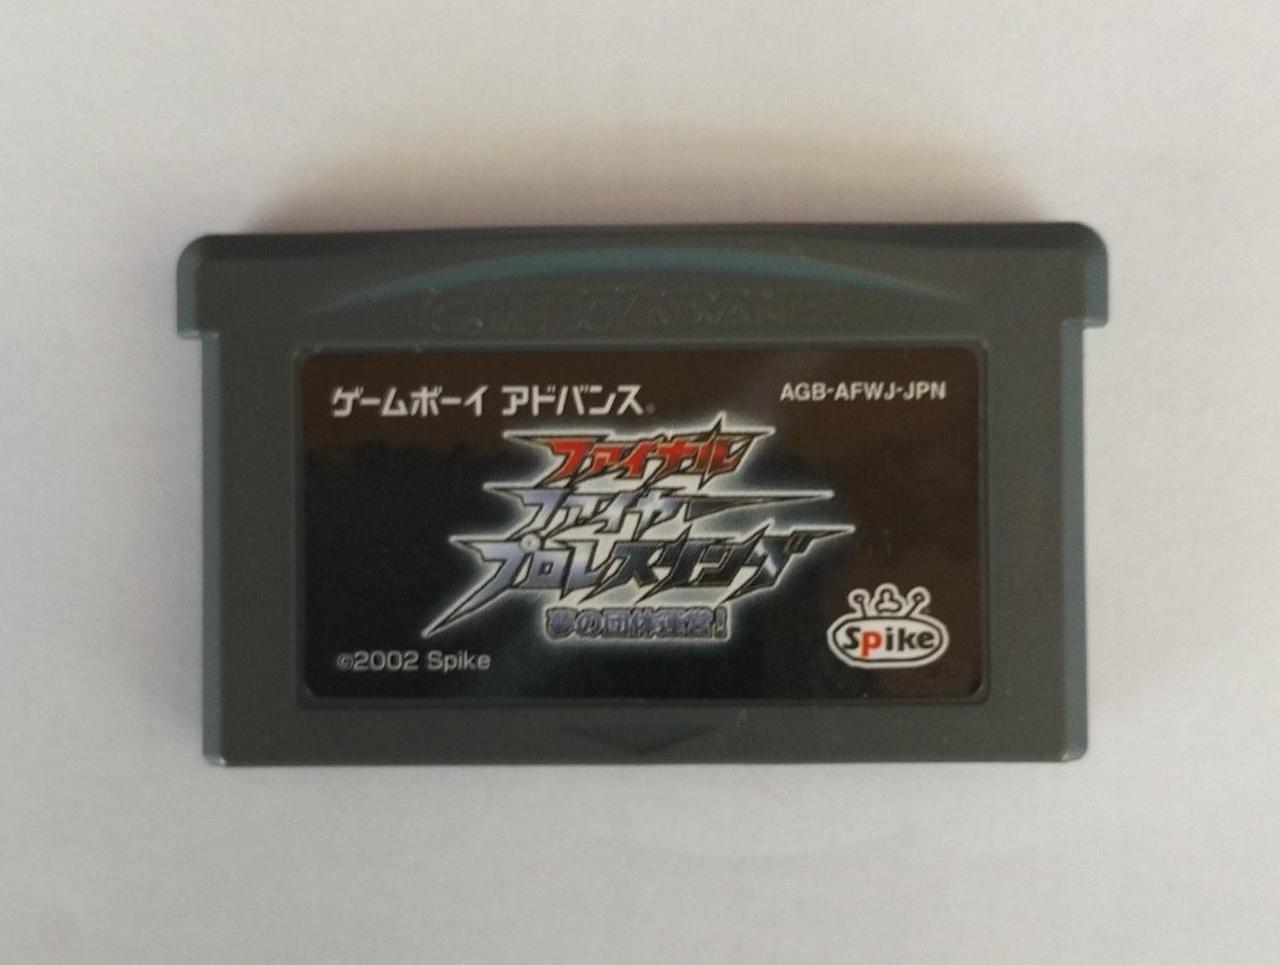 GAME BOY ADVANCE
ゲームボーイ アドバンス®
AGB-AFWJ-JPN
ファイナル
ファイヤー
プロレスリング
夢の団体運営!
©2002 Spike
Spike